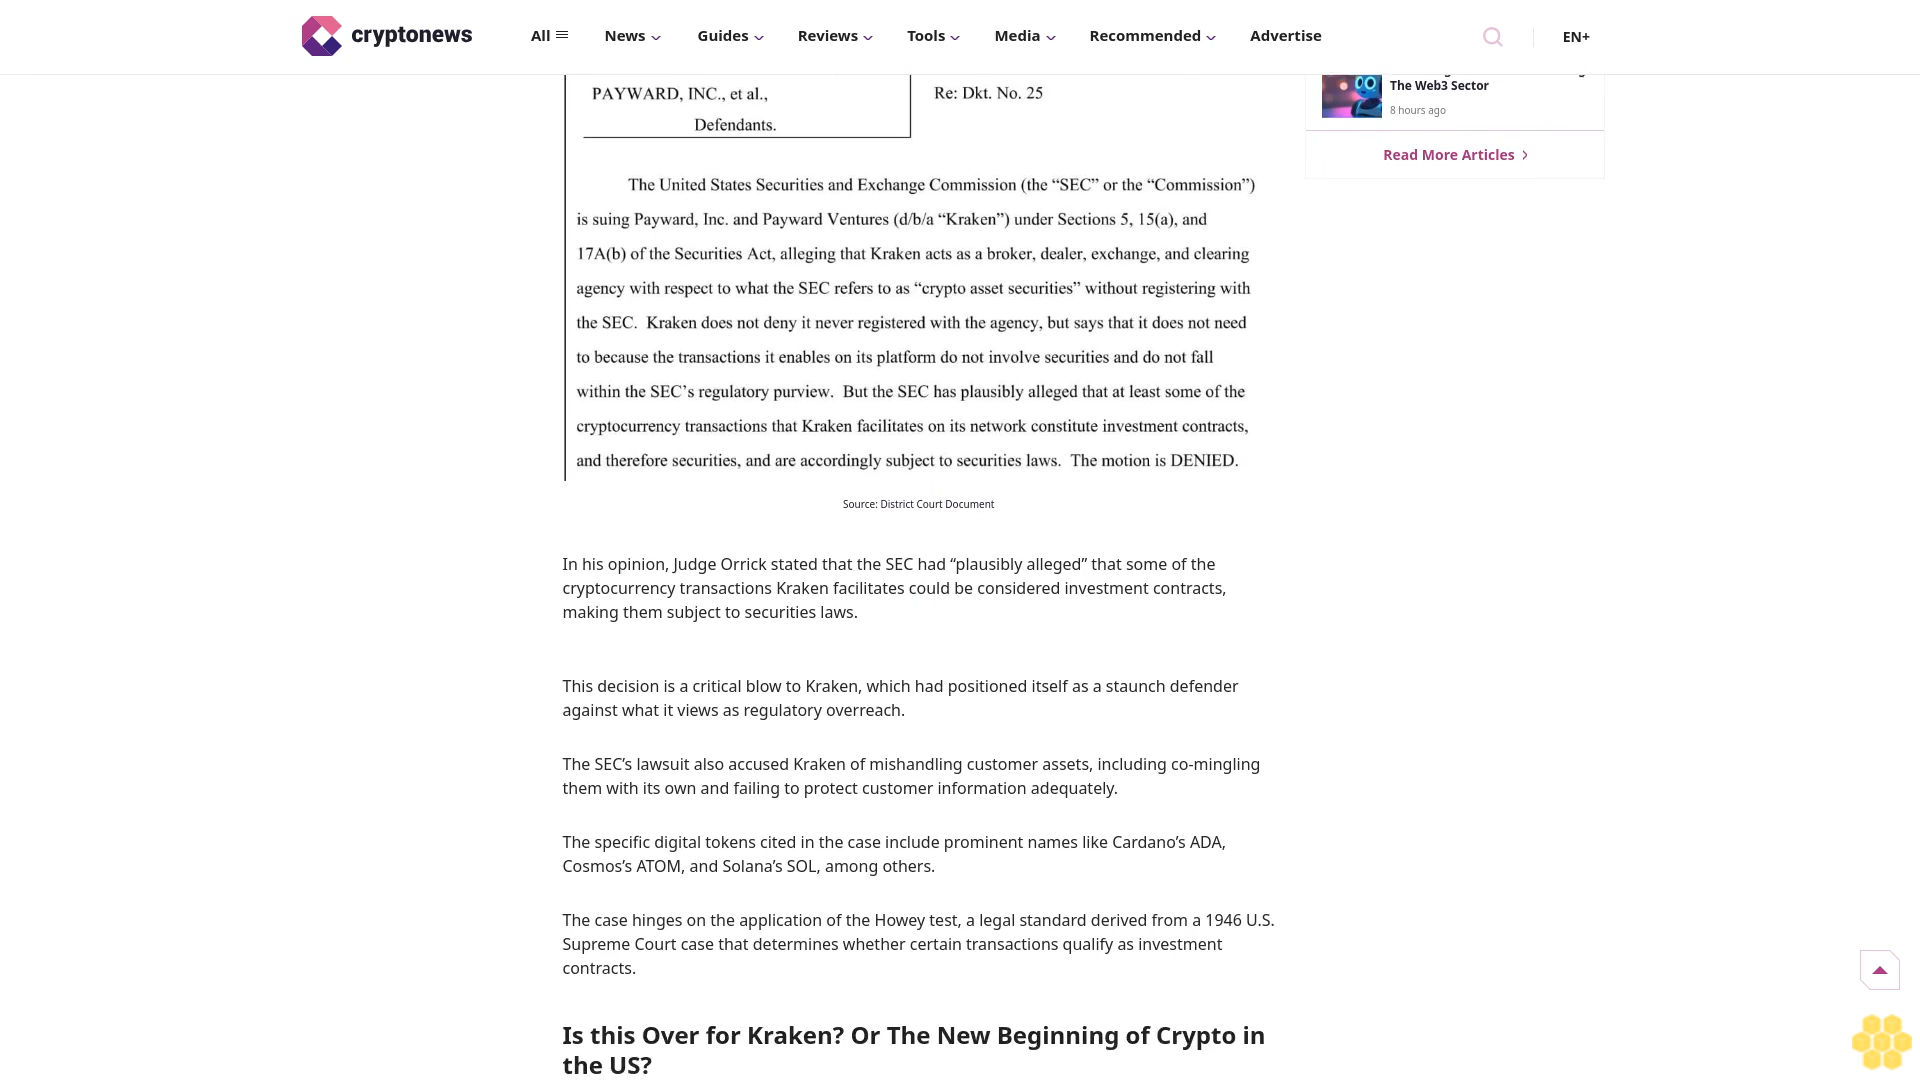 cryptonews
All
News
Guides
Reviews
Tools
Media
Recommended
Advertise
EN+
PAYWARD, INC., et al.,
Defendants.
Re: Dkt. No. 25
The United States Securities and Exchange Commission (the “SEC” or the “Commission”)
is suing Payward, Inc. and Payward Ventures (d/b/a “Kraken”) under Sections 5, 15(a), and
17A(b) of the Securities Act, alleging that Kraken acts as a broker, dealer, exchange, and clearing
agency with respect to what the SEC refers to as “crypto asset securities” without registering with
the SEC. Kraken does not deny it never registered with the agency, but says that it does not need
to because the transactions it enables on its platform do not involve securities and do not fall
within the SEC’s regulatory purview. But the SEC has plausibly alleged that at least some of the
cryptocurrency transactions that Kraken facilitates on its network constitute investment contracts,
and therefore securities, and are accordingly subject to securities laws. The motion is DENIED.
Source: District Court Document
In his opinion, Judge Orrick stated that the SEC had “plausibly alleged” that some of the
cryptocurrency transactions Kraken facilitates could be considered investment contracts,
making them subject to securities laws.
This decision is a critical blow to Kraken, which had positioned itself as a staunch defender
against what it views as regulatory overreach.
The SEC’s lawsuit also accused Kraken of mishandling customer assets, including co-mingling
them with its own and failing to protect customer information adequately.
The specific digital tokens cited in the case include prominent names like Cardano’s ADA,
Cosmos’s ATOM, and Solana’s SOL, among others.
The case hinges on the application of the Howey test, a legal standard derived from a 1946 U.S.
Supreme Court case that determines whether certain transactions qualify as investment
contracts.
Is this Over for Kraken? Or The New Beginning of Crypto in
the US?
The Web3 Sector
8 hours ago
Read More Articles